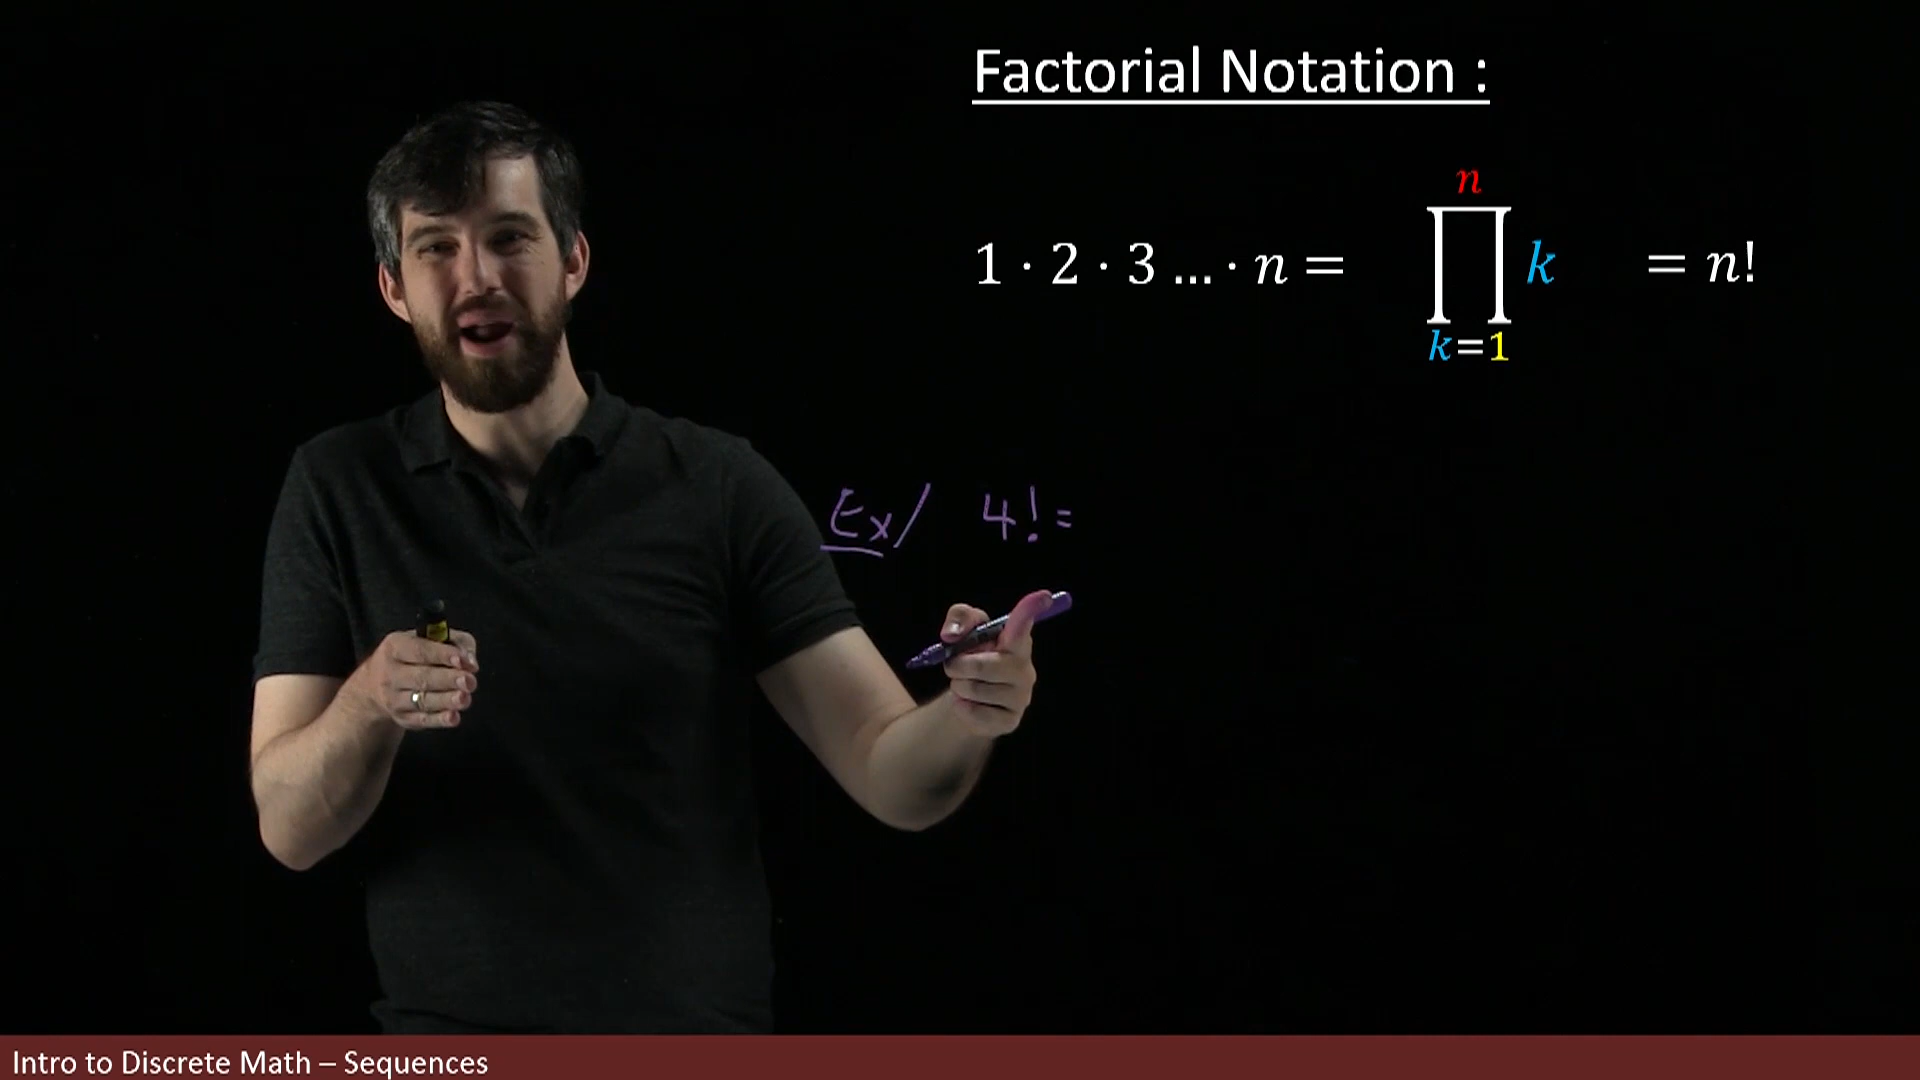 Factorial Notation :
n
1 · 2 · 3 … · n = ∏ k = n!
k=1
Ex/ 4! =
Intro to Discrete Math – Sequences